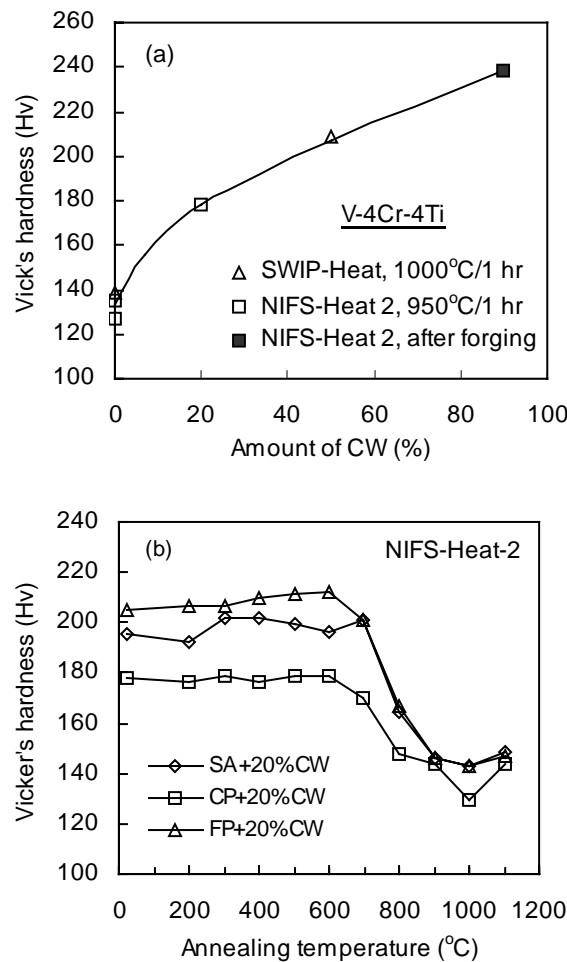 260
240
220
200
180
160
140
120
100
Vick's hardness (Hv)
(a)
V-4Cr-4Ti
SWIP-Heat, 1000°C/1 hr
NIFS-Heat 2, 950°C/1 hr
NIFS-Heat 2, after forging
0 20 40 60 80 100
Amount of CW (%)
240
220
200
180
160
140
120
100
Vicker's hardness (Hv)
(b) NIFS-Heat-2
SA+20%CW
CP+20%CW
FP+20%CW
0 200 400 600 800 1000 1200
Annealing temperature (°C)